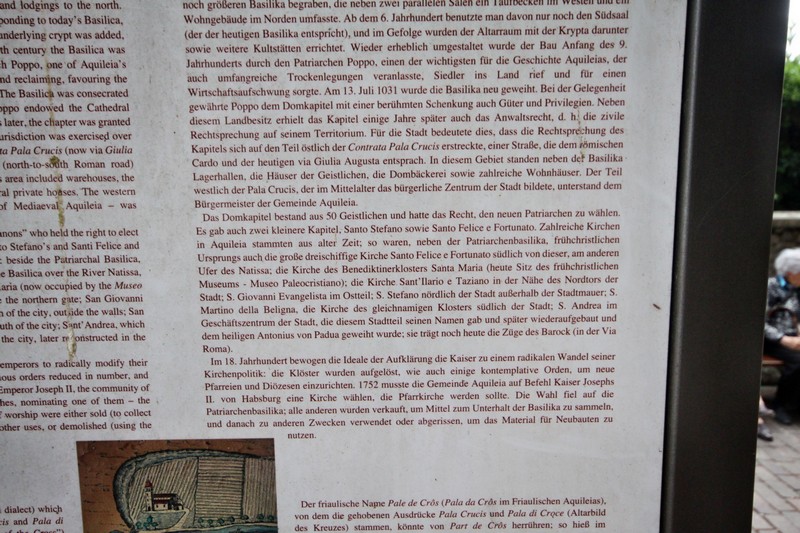 and lodgings to the north.
ponding to today's Basilica,
underlying crypt was added,
th century the Basilica was
h Poppo, one of Aquileia's
nd reclaiming, favouring the
The Basilica was consecrated
oppo endowed the Cathedral
s later, the chapter was granted
urisdiction was exercised over
ta Pala Crucis (now via Giulia
(north-to-south Roman road)
s area included warehouses, the
ral private houses. The western
of Mediaeval Aquileia – was
nons" who held the right to elect
to Stefano's and Santi Felice and
: beside the Patriarchal Basilica,
e Basilica over the River Natissa,
aria (now occupied by the Museo
e the northern gate; San Giovanni
h of the city, outside the walls; San
uth of the city; Sant'Andrea, which
the city, later reconstructed in the
emperors to radically modify their
ious orders reduced in number, and
Emperor Joseph II, the community of
hes, nominating one of them – the
f worship were either sold (to collect
other uses, or demolished (using the
i dialect) which
cis and Pala di
of the Cross")
noch größeren Basilika begraben, die neben zwei parallelen Sälen ein Taufbecken im Westen und ein
Wohngebäude im Norden umfasste. Ab dem 6. Jahrhundert benutzte man davon nur noch den Südsaal
(der der heutigen Basilika entspricht), und im Gefolge wurden der Altarraum mit der Krypta darunter
sowie weitere Kultstätten errichtet. Wieder erheblich umgestaltet wurde der Bau Anfang des 9.
Jahrhunderts durch den Patriarchen Poppo, einen der wichtigsten für die Geschichte Aquileias, der
auch umfangreiche Trockenlegungen veranlasste, Siedler ins Land rief und für einen
Wirtschaftsaufschwung sorgte. Am 13. Juli 1031 wurde die Basilika neu geweiht. Bei der Gelegenheit
gewährte Poppo dem Domkapitel mit einer berühmten Schenkung auch Güter und Privilegien. Neben
diesem Landbesitz erhielt das Kapitel einige Jahre später auch das Anwaltsrecht, d. h. die zivile
Rechtsprechung auf seinem Territorium. Für die Stadt bedeutete dies, dass die Rechtsprechung des
Kapitels sich auf den Teil östlich der Contrata Pala Crucis erstreckte, einer Straße, die dem römischen
Cardo und der heutigen via Giulia Augusta entsprach. In diesem Gebiet standen neben der Basilika
Lagerhallen, die Häuser der Geistlichen, die Dombäckerei sowie zahlreiche Wohnhäuser. Der Teil
westlich der Pala Crucis, der im Mittelalter das bürgerliche Zentrum der Stadt bildete, unterstand dem
Bürgermeister der Gemeinde Aquileia.
Das Domkapitel bestand aus 50 Geistlichen und hatte das Recht, den neuen Patriarchen zu wählen.
Es gab auch zwei kleinere Kapitel, Santo Stefano sowie Santo Felice e Fortunato. Zahlreiche Kirchen
in Aquileia stammten aus alter Zeit; so waren, neben der Patriarchenbasilika, frühchristlichen
Ursprungs auch die große dreischiffige Kirche Santo Felice e Fortunato südlich von dieser, am anderen
Ufer des Natissa; die Kirche des Benediktinerklosters Santa Maria (heute Sitz des frühchristlichen
Museums - Museo Paleocristiano); die Kirche Sant'Ilario e Taziano in der Nähe des Nordtors der
Stadt; S. Giovanni Evangelista im Ostteil; S. Stefano nördlich der Stadt außerhalb der Stadtmauer; S.
Martino della Beligna, die Kirche des gleichnamigen Klosters südlich der Stadt; S. Andrea im
Geschäftszentrum der Stadt, die diesem Stadtteil seinen Namen gab und später wiederaufgebaut und
dem heiligen Antonius von Padua geweiht wurde; sie trägt noch heute die Züge des Barock (in der Via
Roma).
Im 18. Jahrhundert bewogen die Ideale der Aufklärung die Kaiser zu einem radikalen Wandel seiner
Kirchenpolitik: die Klöster wurden aufgelöst, wie auch einige kontemplative Orden, um neue
Pfarreien und Diözesen einzurichten. 1752 musste die Gemeinde Aquileia auf Befehl Kaiser Josephs
II. von Habsburg eine Kirche wählen, die Pfarrkirche werden sollte. Die Wahl fiel auf die
Patriarchenbasilika; alle anderen wurden verkauft, um Mittel zum Unterhalt der Basilika zu sammeln,
und danach zu anderen Zwecken verwendet oder abgerissen, um das Material für Neubauten zu
nutzen.
Der friaulische Name Pale de Crôs (Pala da Crôs im Friaulischen Aquileias),
von dem die gehobenen Ausdrücke Pala Crucis und Pala di Croce (Altarbild
des Kreuzes) stammen, könnte von Part de Crôs herrühren; so hieß im